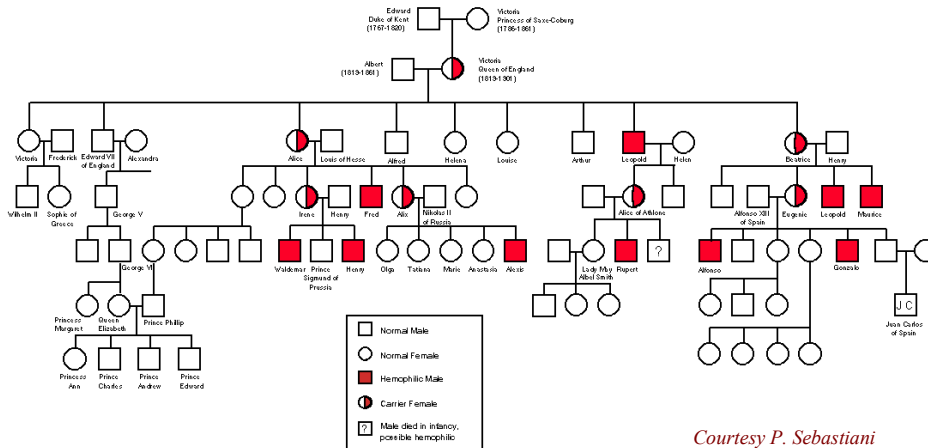 Edward
Duke of Kent
(1767-1820)
Victoria
Princess of Saxe-Coburg
(1786-1861)
Albert
(1819-1861)
Victoria
Queen of England
(1819-1901)
Victoria
Frederick
Edward VII
of England
Alexandra
Alice
Louis of Hesse
Alfred
Helena
Louise
Arthur
Leopold
Helen
Beatrice
Henry
Wilhelm II
Sophie of
Greece
George V
Irene
Henry
Fred
Alix
Nikolas II
of Russia
Alice of Athlone
Alfonso XIII
of Spain
Eugenie
Leopold
Maurice
George VI
Waldemar
Prince
Sigmund of
Prussia
Henry
Olga
Tatiana
Marie
Anastasia
Alexis
Lady May
Abel Smith
Rupert
?
Alfonso
Gonzalo
Princess
Margaret
Queen
Elizabeth
Prince Phillip
J C
Juan Carlos
of Spain
Princess
Ann
Prince
Charles
Prince
Andrew
Prince
Edward
Normal Male
Normal Female
Hemophilic Male
Carrier Female
? Male died in infancy,
possible hemophilic
Courtesy P. Sebastiani